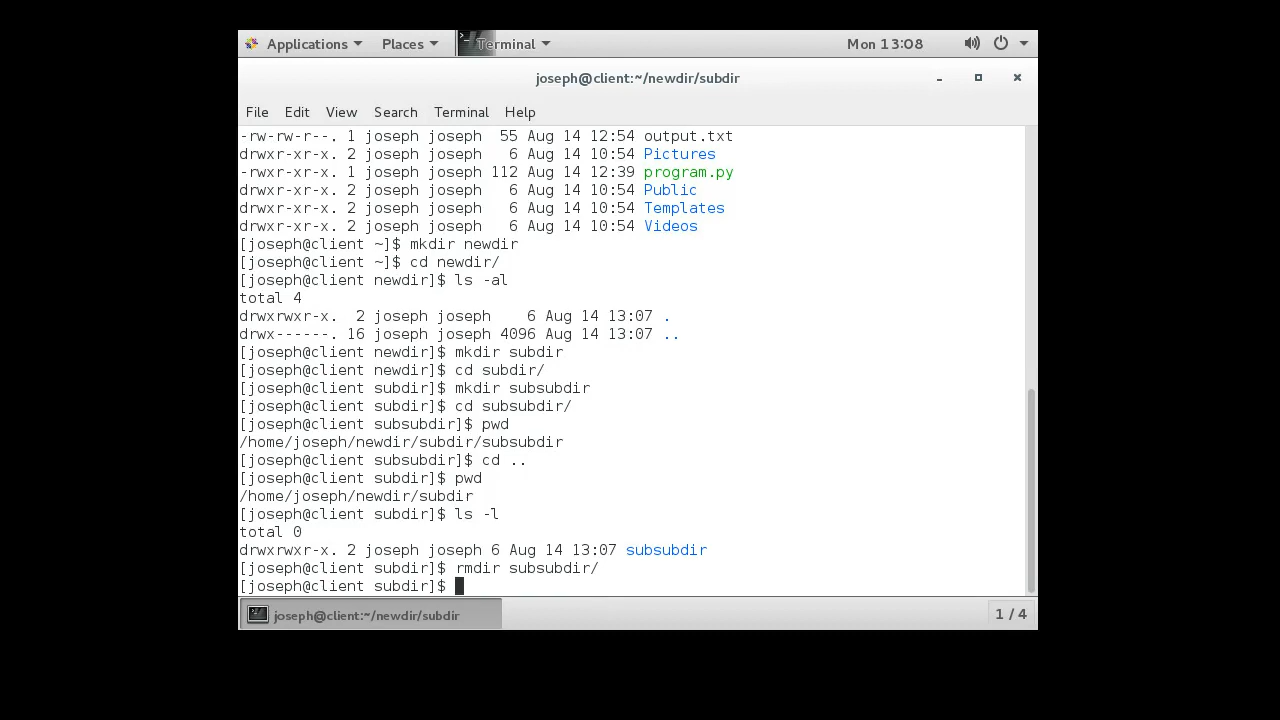 Applications Places Terminal Mon 13:08
joseph@client:~/newdir/subdir
File Edit View Search Terminal Help
-rw-rw-r--. 1 joseph joseph  55 Aug 14 12:54 output.txt
drwxr-xr-x. 2 joseph joseph   6 Aug 14 10:54 Pictures
-rwxr-xr-x. 1 joseph joseph 112 Aug 14 12:39 program.py
drwxr-xr-x. 2 joseph joseph   6 Aug 14 10:54 Public
drwxr-xr-x. 2 joseph joseph   6 Aug 14 10:54 Templates
drwxr-xr-x. 2 joseph joseph   6 Aug 14 10:54 Videos
[joseph@client ~]$ mkdir newdir
[joseph@client ~]$ cd newdir/
[joseph@client newdir]$ ls -al
total 4
drwxrwxr-x.  2 joseph joseph    6 Aug 14 13:07 .
drwx------. 16 joseph joseph 4096 Aug 14 13:07 ..
[joseph@client newdir]$ mkdir subdir
[joseph@client newdir]$ cd subdir/
[joseph@client subdir]$ mkdir subsubdir
[joseph@client subdir]$ cd subsubdir/
[joseph@client subsubdir]$ pwd
/home/joseph/newdir/subdir/subsubdir
[joseph@client subsubdir]$ cd ..
[joseph@client subdir]$ pwd
/home/joseph/newdir/subdir
[joseph@client subdir]$ ls -l
total 0
drwxrwxr-x. 2 joseph joseph 6 Aug 14 13:07 subsubdir
[joseph@client subdir]$ rmdir subsubdir/
[joseph@client subdir]$
joseph@client:~/newdir/subdir 1 / 4